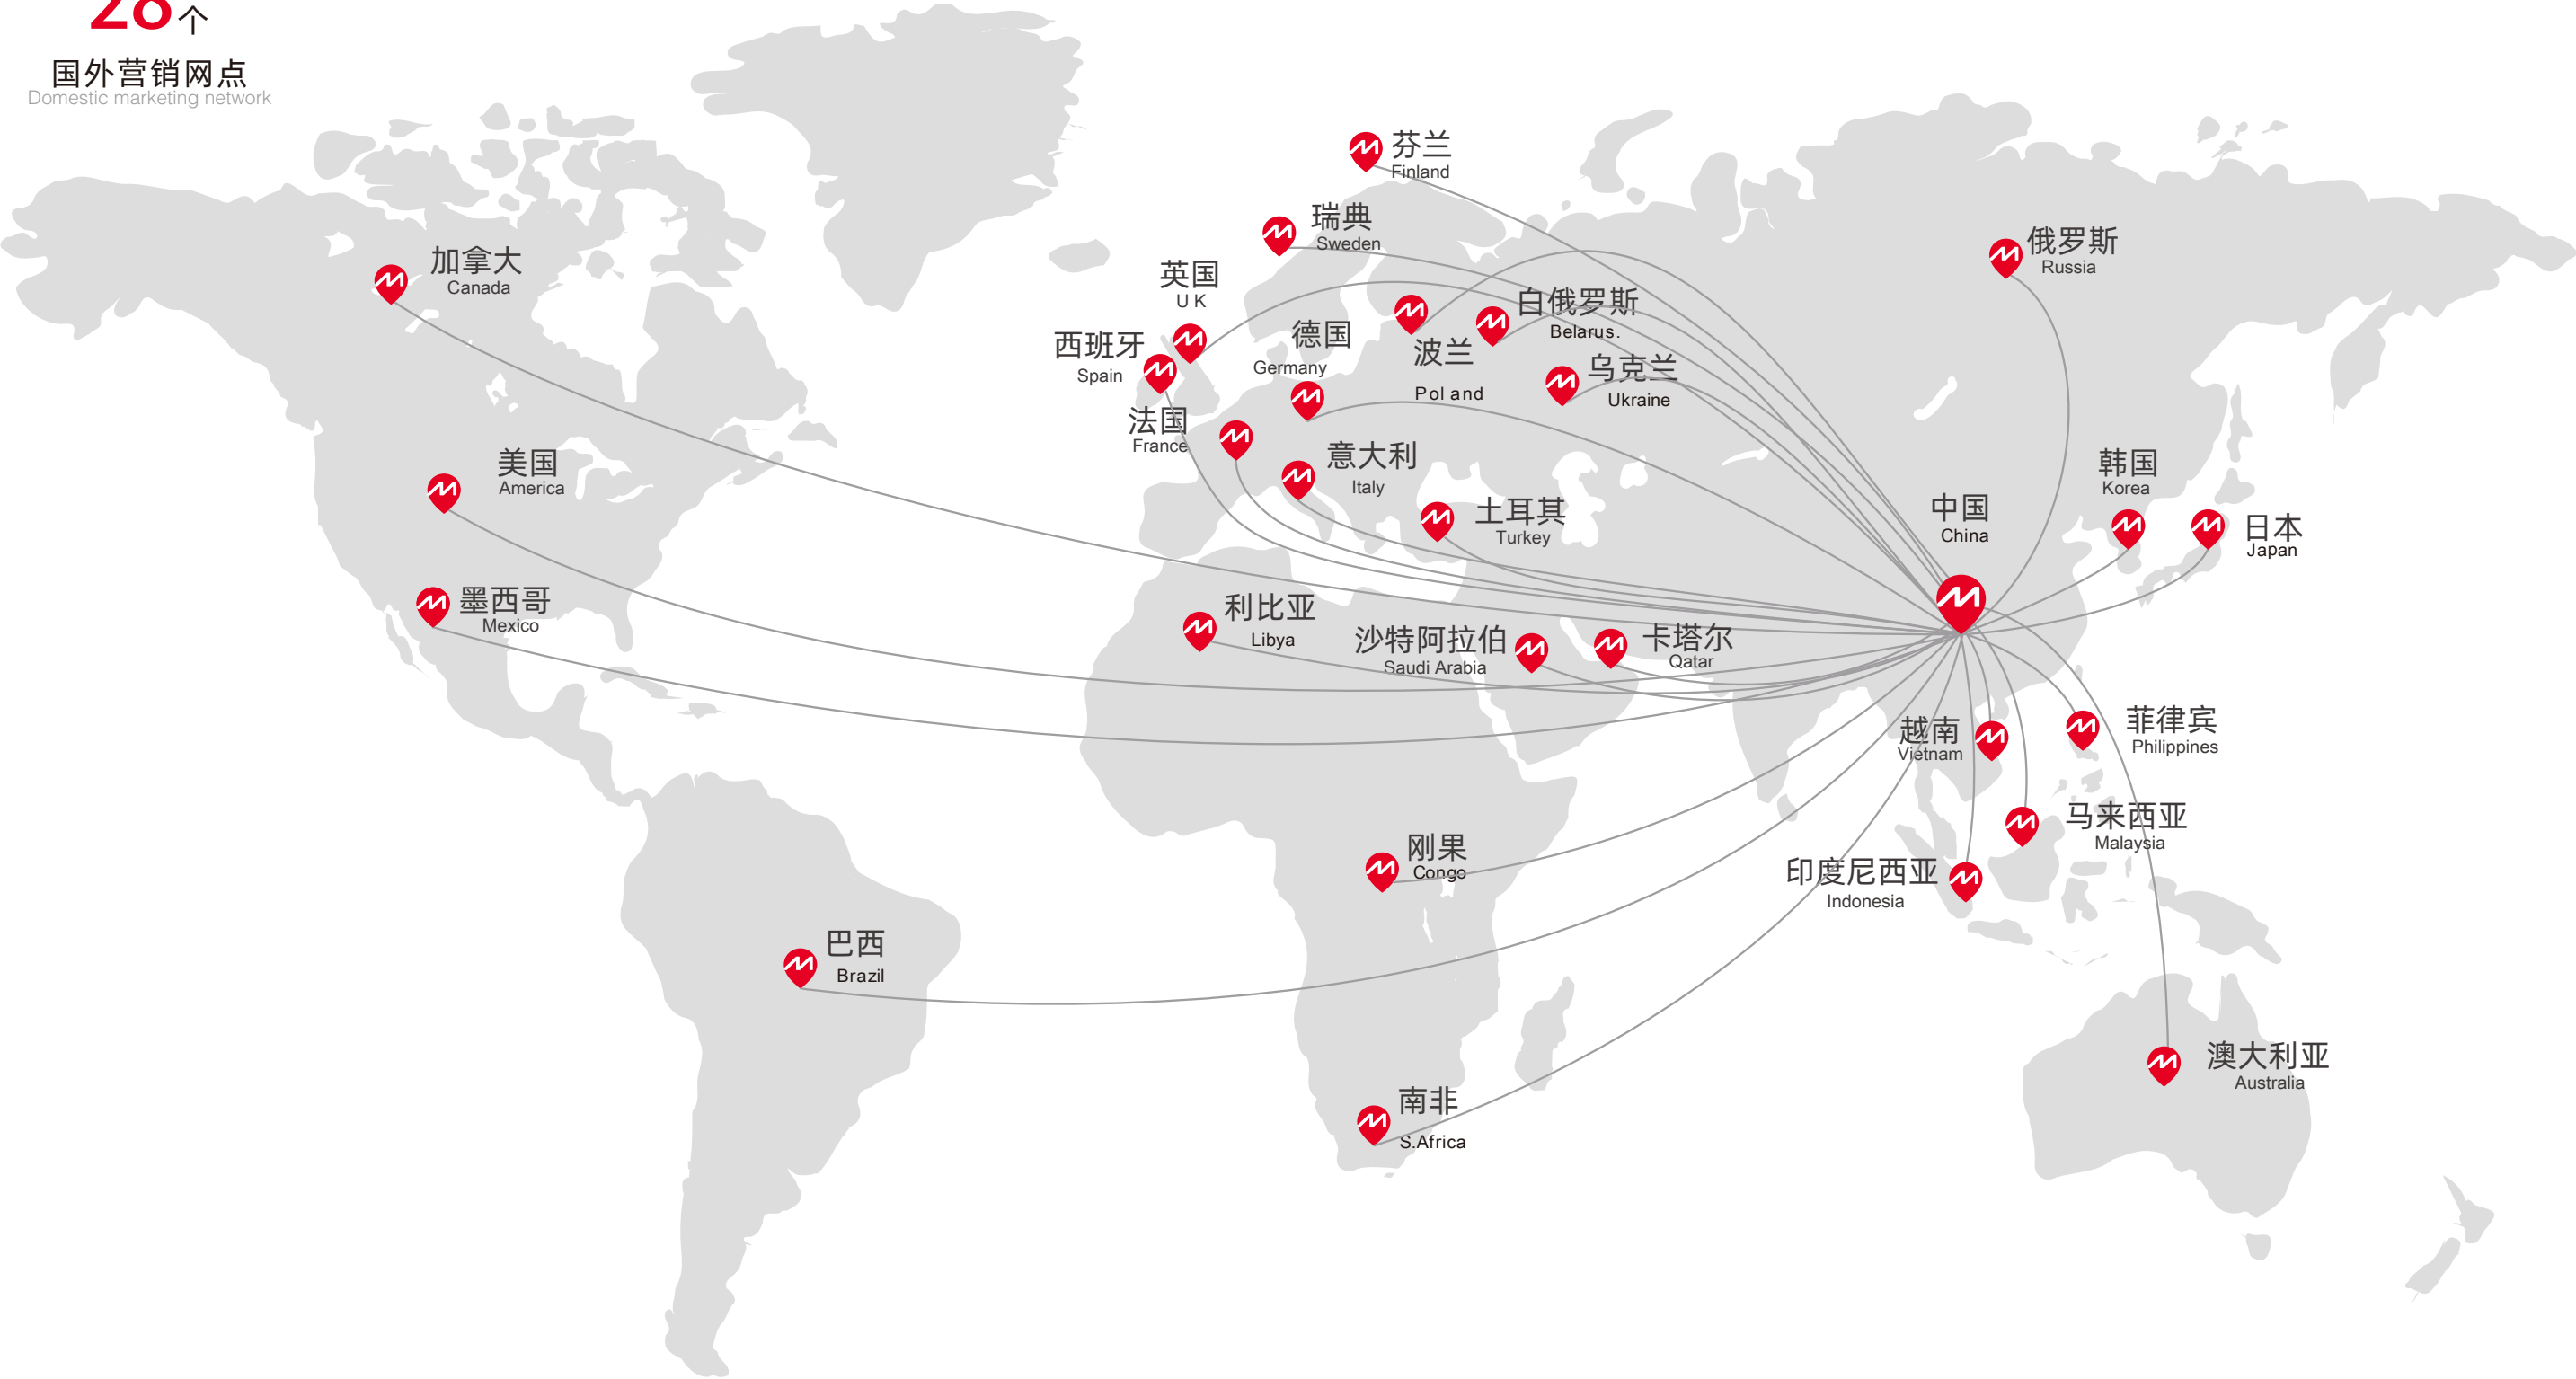 28个
国外营销网点
Domestic marketing network
芬兰
Finland
瑞典
Sweden
俄罗斯
Russia
加拿大
Canada
英国
U K
白俄罗斯
Belarus.
德国
Germany
西班牙
Spain
波兰
Pol and
乌克兰
Ukraine
法国
France
意大利
Italy
美国
America
韩国
Korea
土耳其
Turkey
中国
China
日本
Japan
墨西哥
Mexico
利比亚
Libya
沙特阿拉伯
Saudi Arabia
卡塔尔
Qatar
越南
Vietnam
菲律宾
Philippines
马来西亚
Malaysia
刚果
Congo
印度尼西亚
Indonesia
巴西
Brazil
澳大利亚
Australia
南非
S.Africa